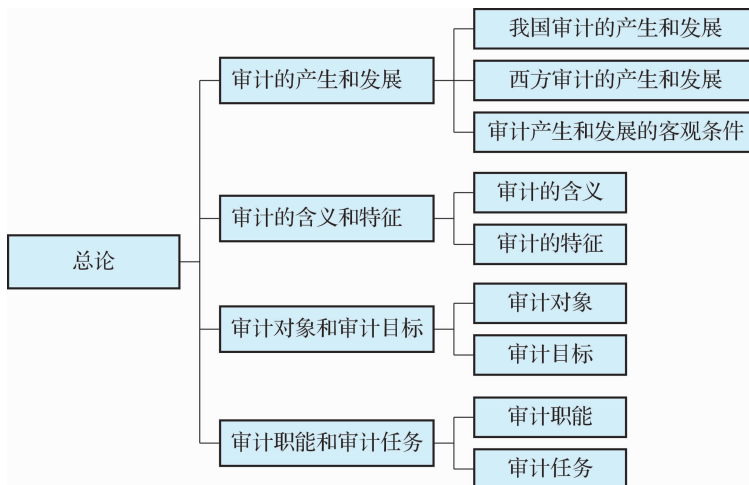 总论
审计的产生和发展
我国审计的产生和发展
西方审计的产生和发展
审计产生和发展的客观条件
审计的含义和特征
审计的含义
审计的特征
审计对象和审计目标
审计对象
审计目标
审计职能和审计任务
审计职能
审计任务